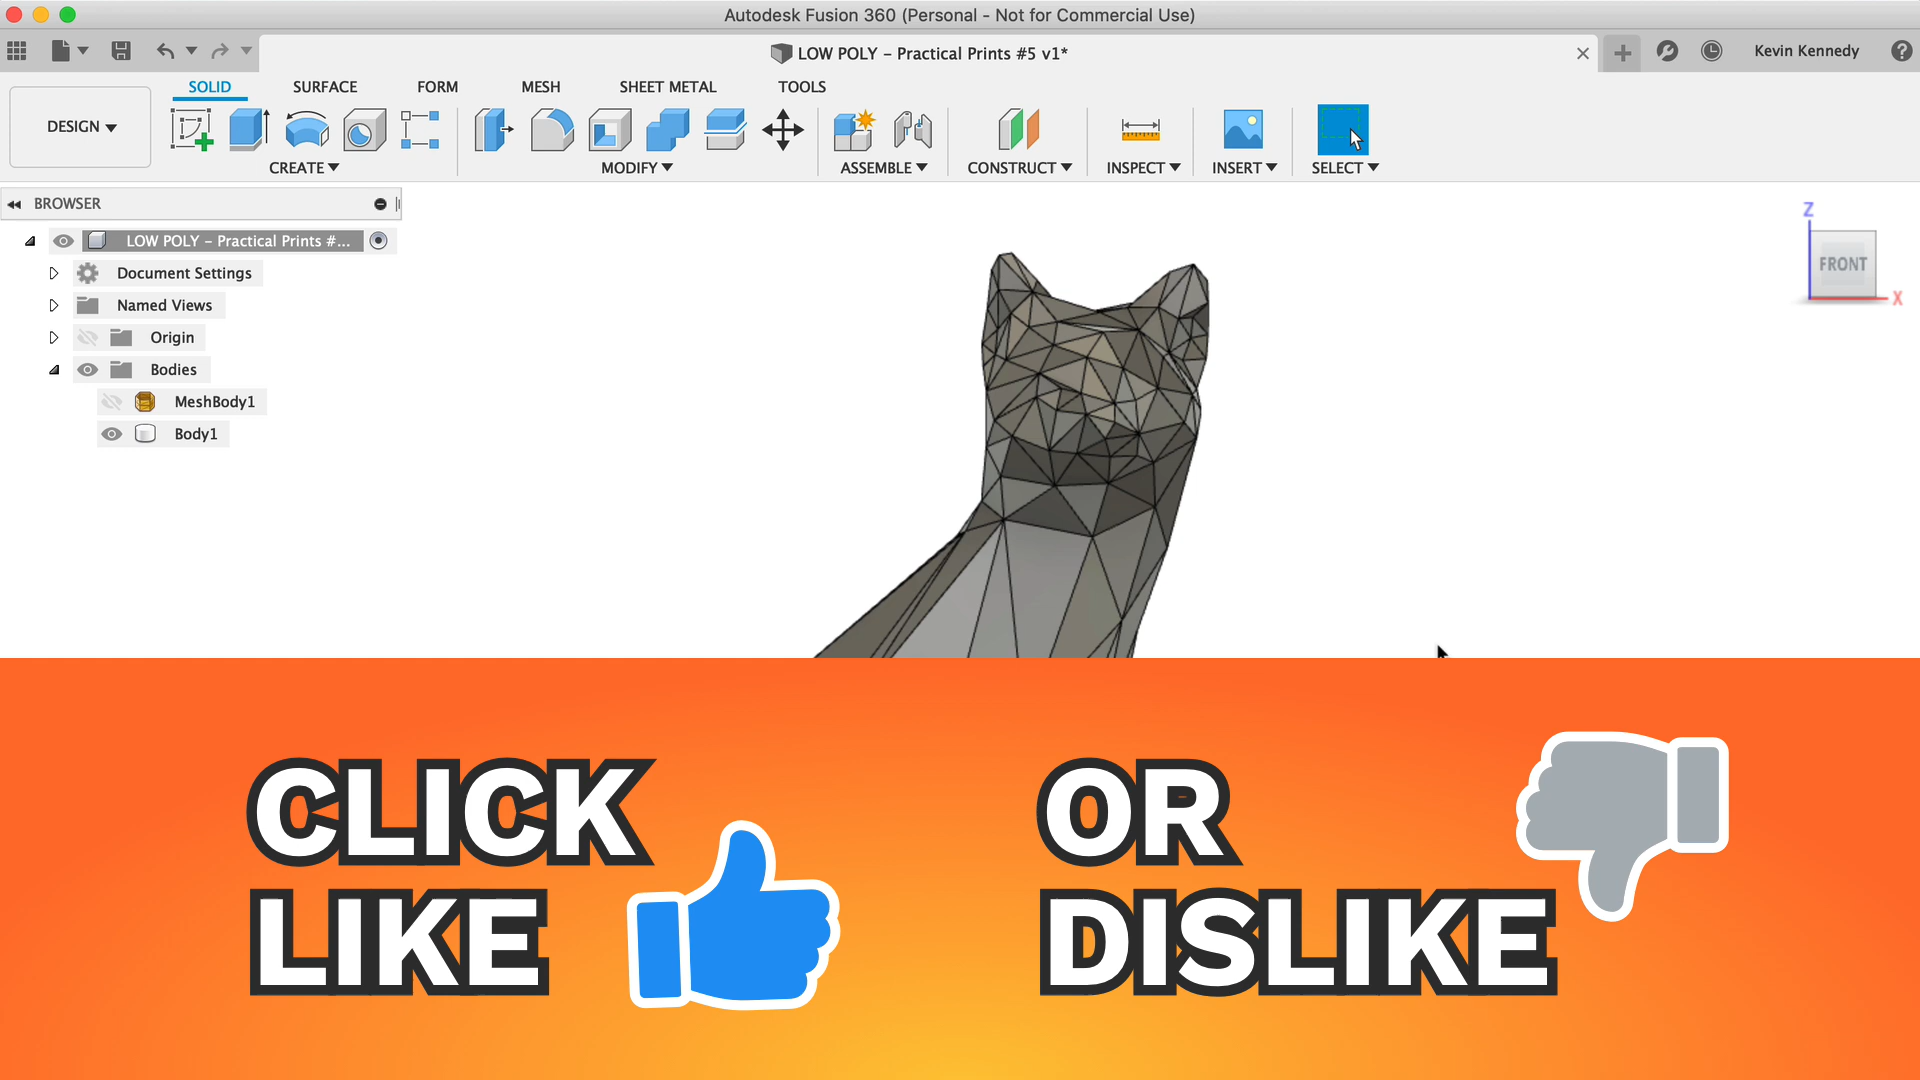 Autodesk Fusion 360 (Personal - Not for Commercial Use)
LOW POLY – Practical Prints #5 v1*
Kevin Kennedy
SOLID SURFACE FORM MESH SHEET METAL TOOLS
DESIGN
CREATE MODIFY ASSEMBLE CONSTRUCT INSPECT INSERT SELECT
BROWSER
LOW POLY – Practical Prints #...
Document Settings
Named Views
Origin
Bodies
MeshBody1
Body1
Z
FRONT
X
CLICK
LIKE
OR
DISLIKE